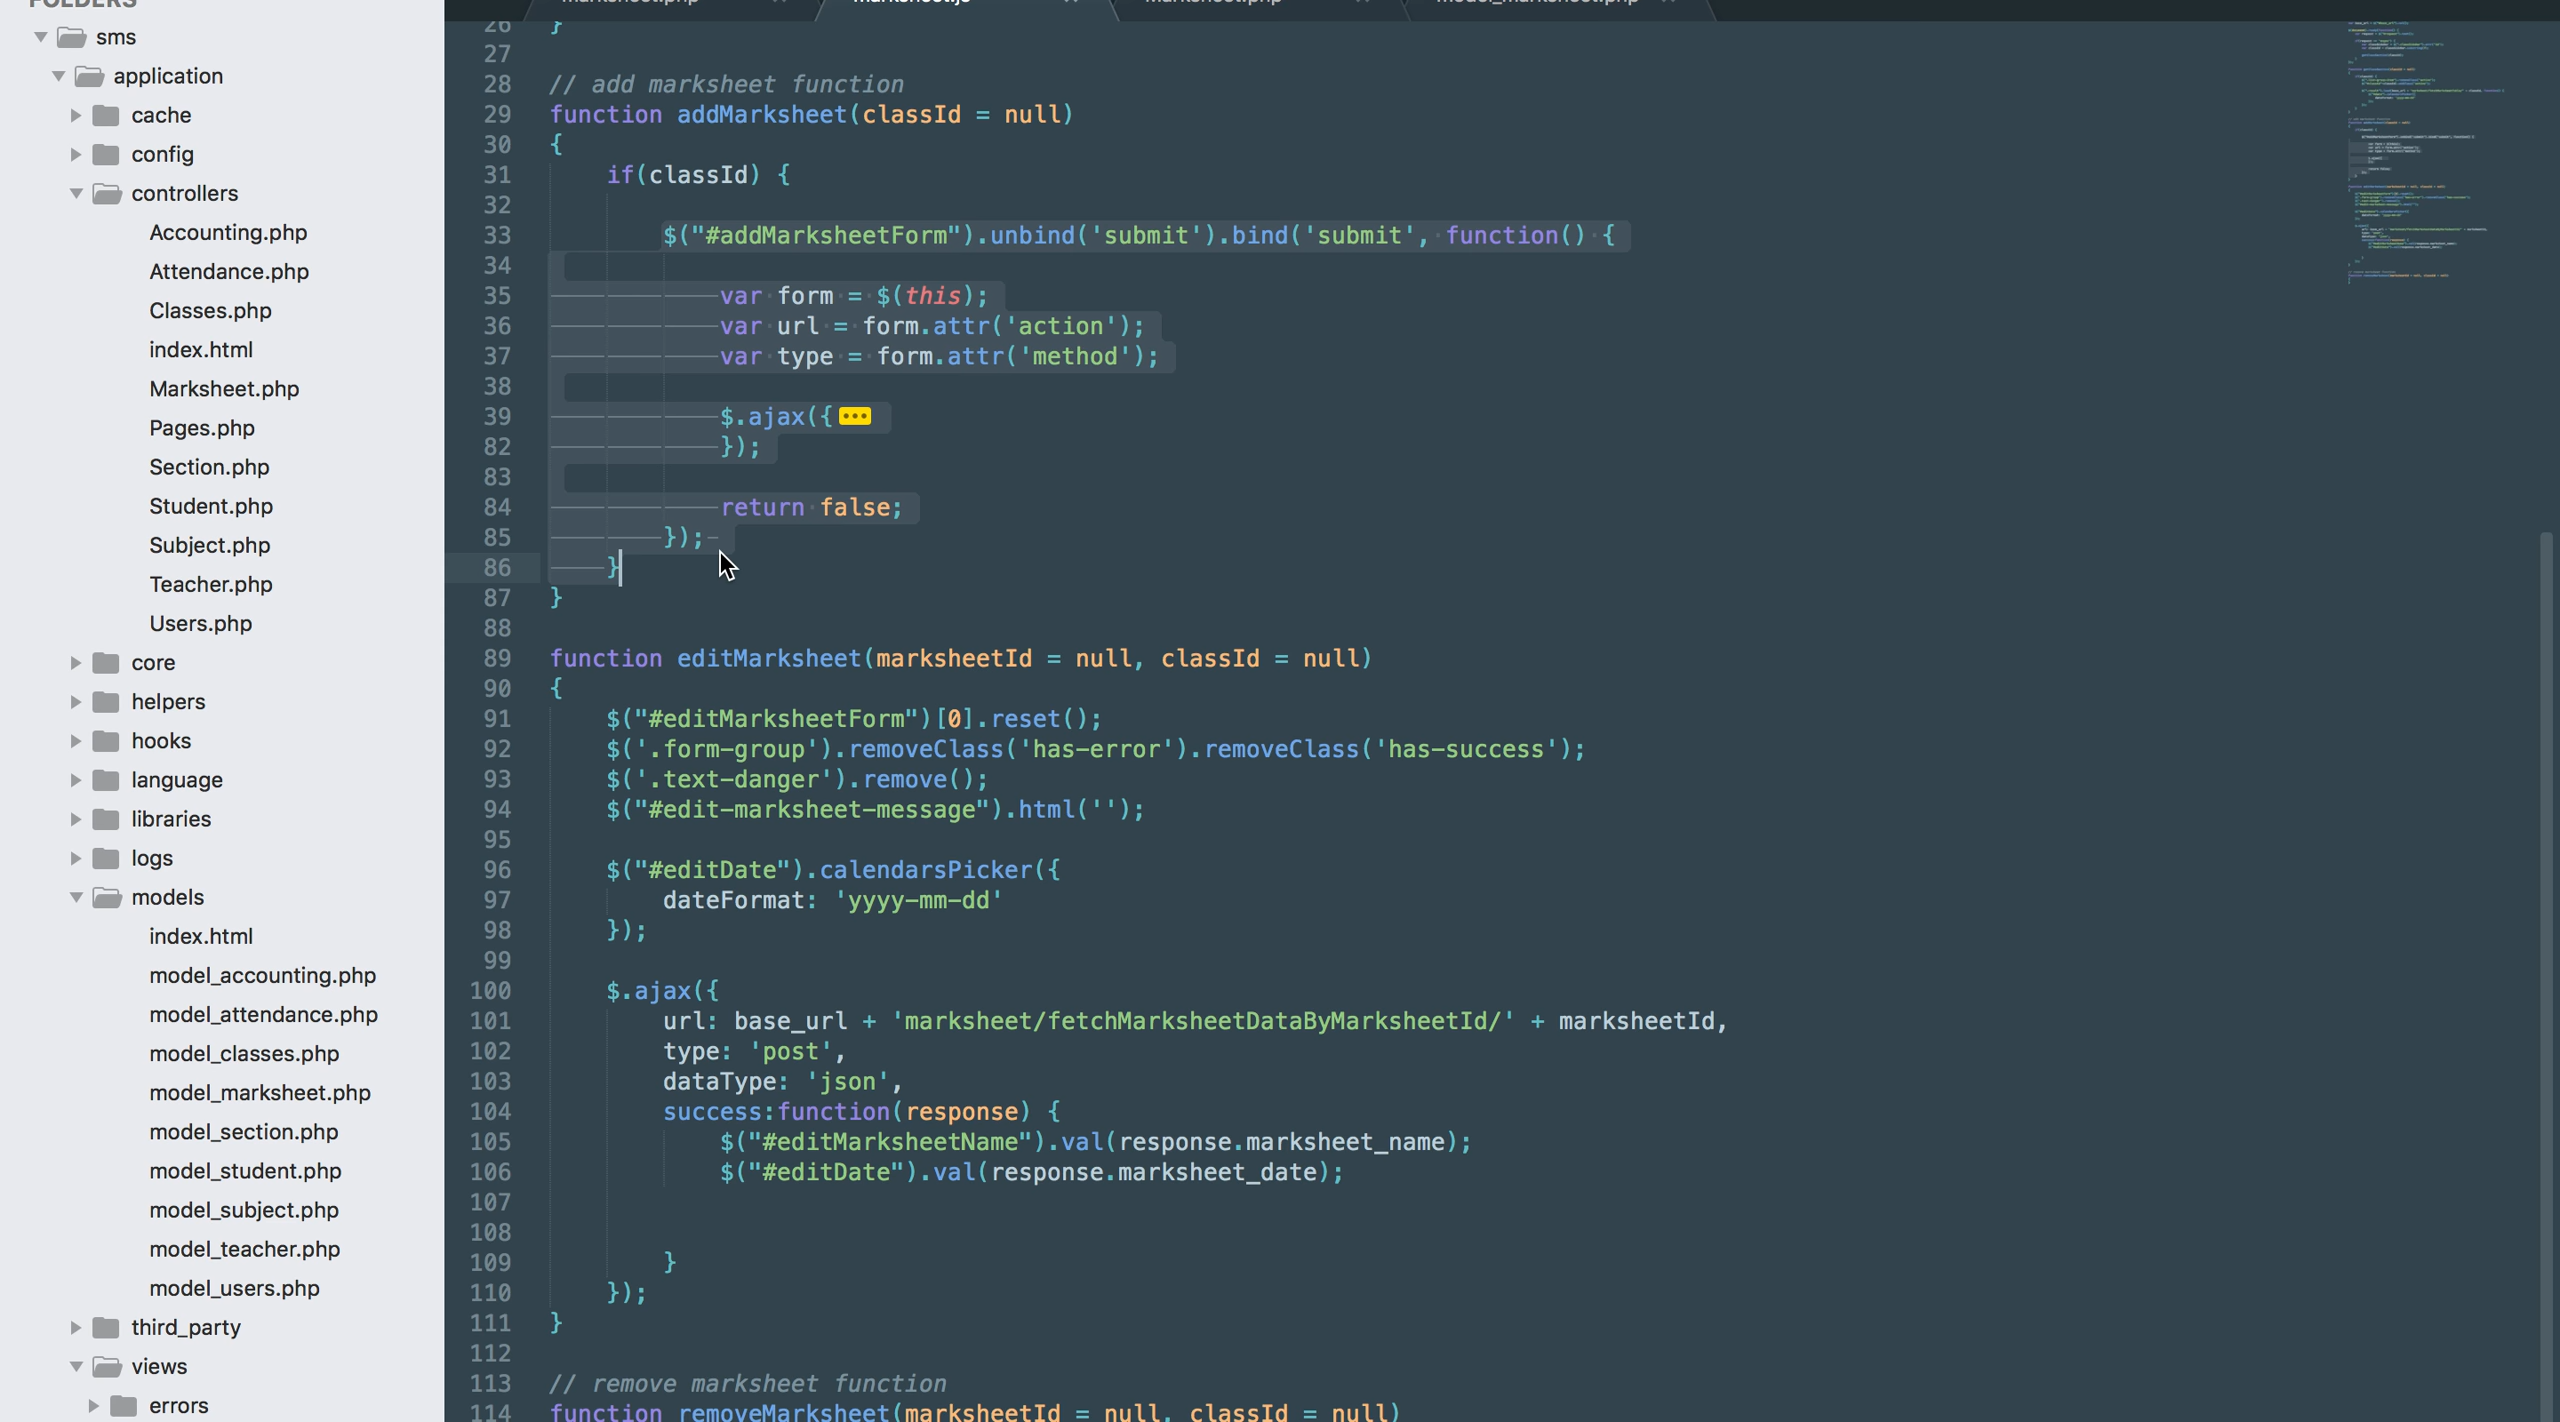 FOLDERS
sms
application
cache
config
controllers
Accounting.php
Attendance.php
Classes.php
index.html
Marksheet.php
Pages.php
Section.php
Student.php
Subject.php
Teacher.php
Users.php
core
helpers
hooks
language
libraries
logs
models
index.html
model_accounting.php
model_attendance.php
model_classes.php
model_marksheet.php
model_section.php
model_student.php
model_subject.php
model_teacher.php
model_users.php
third_party
views
errors
marksheet.php marksheet.js Marksheet.php model_marksheet.php
26 }
27
28 // add marksheet function
29 function addMarksheet(classId = null)
30 {
31 if(classId) {
32
33 $("#addMarksheetForm").unbind('submit').bind('submit', function() {
34
35 var form = $(this);
36 var url = form.attr('action');
37 var type = form.attr('method');
38
39 $.ajax({
82 });
83
84 return false;
85 });
86 }
87 }
88
89 function editMarksheet(marksheetId = null, classId = null)
90 {
91 $("#editMarksheetForm")[0].reset();
92 $('.form-group').removeClass('has-error').removeClass('has-success');
93 $('.text-danger').remove();
94 $("#edit-marksheet-message").html('');
95
96 $("#editDate").calendarsPicker({
97 dateFormat: 'yyyy-mm-dd'
98 });
99
100 $.ajax({
101 url: base_url + 'marksheet/fetchMarksheetDataByMarksheetId/' + marksheetId,
102 type: 'post',
103 dataType: 'json',
104 success:function(response) {
105 $("#editMarksheetName").val(response.marksheet_name);
106 $("#editDate").val(response.marksheet_date);
107
108
109 }
110 });
111 }
112
113 // remove marksheet function
114 function removeMarksheet(marksheetId = null, classId = null)